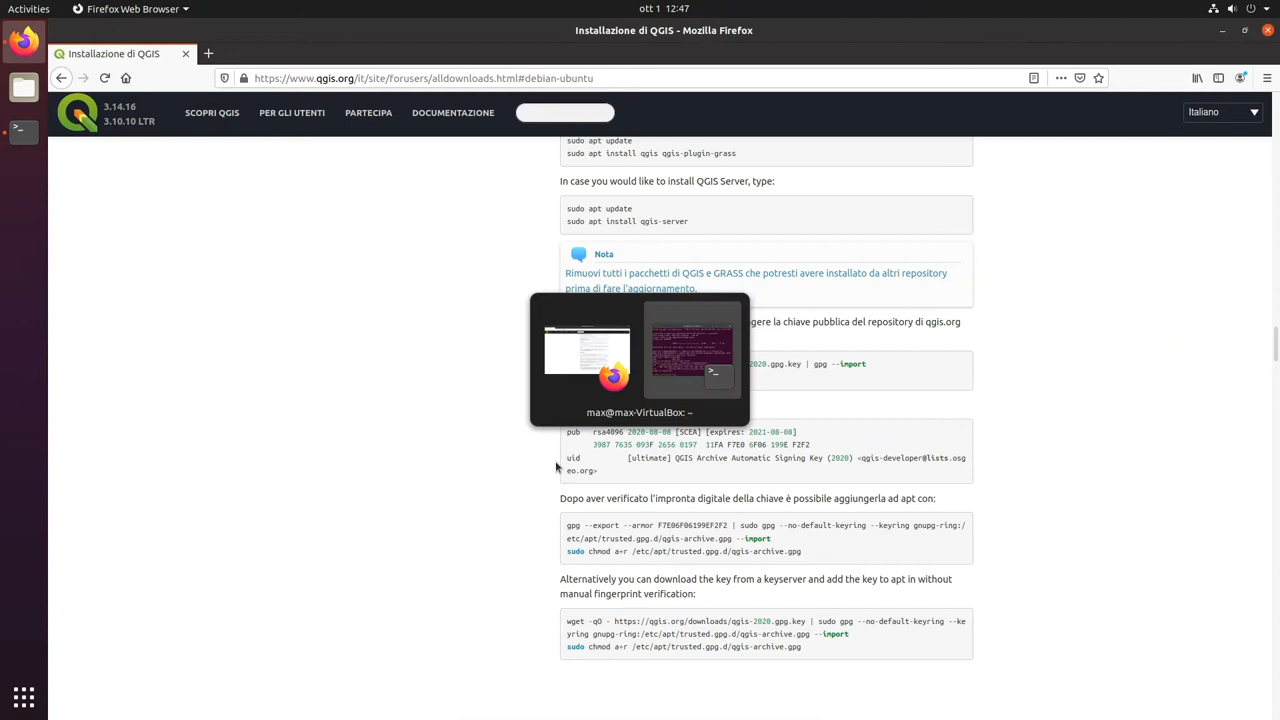 Activities
Firefox Web Browser
ott 1 12:47
Installazione di QGIS - Mozilla Firefox
Installazione di QGIS
https://www.qgis.org/it/site/forusers/alldownloads.html#debian-ubuntu
3.14.16
3.10.10 LTR
SCOPRI QGIS
PER GLI UTENTI
PARTECIPA
DOCUMENTAZIONE
Italiano
sudo apt update
sudo apt install qgis qgis-plugin-grass
In case you would like to install QGIS Server, type:
sudo apt update
sudo apt install qgis-server
Nota
Rimuovi tutti i pacchetti di QGIS e GRASS che potresti avere installato da altri repository
prima di fare l'aggiornamento.
gere la chiave pubblica del repository di qgis.org
2020.gpg.key | gpg --import
max@max-VirtualBox: ~
pub rsa4096 2020-08-08 [SCEA] [expires: 2021-08-08]
3987 7635 093F 2656 0197 11FA F7E0 6F06 199E F2F2
uid [ultimate] QGIS Archive Automatic Signing Key (2020) <qgis-developer@lists.osg
eo.org>
Dopo aver verificato l'impronta digitale della chiave è possibile aggiungerla ad apt con:
gpg --export --armor F7E06F06199EF2F2 | sudo gpg --no-default-keyring --keyring gnupg-ring:/
etc/apt/trusted.gpg.d/qgis-archive.gpg --import
sudo chmod a+r /etc/apt/trusted.gpg.d/qgis-archive.gpg
Alternatively you can download the key from a keyserver and add the key to apt in without
manual fingerprint verification:
wget -qO - https://qgis.org/downloads/qgis-2020.gpg.key | sudo gpg --no-default-keyring --ke
yring gnupg-ring:/etc/apt/trusted.gpg.d/qgis-archive.gpg --import
sudo chmod a+r /etc/apt/trusted.gpg.d/qgis-archive.gpg